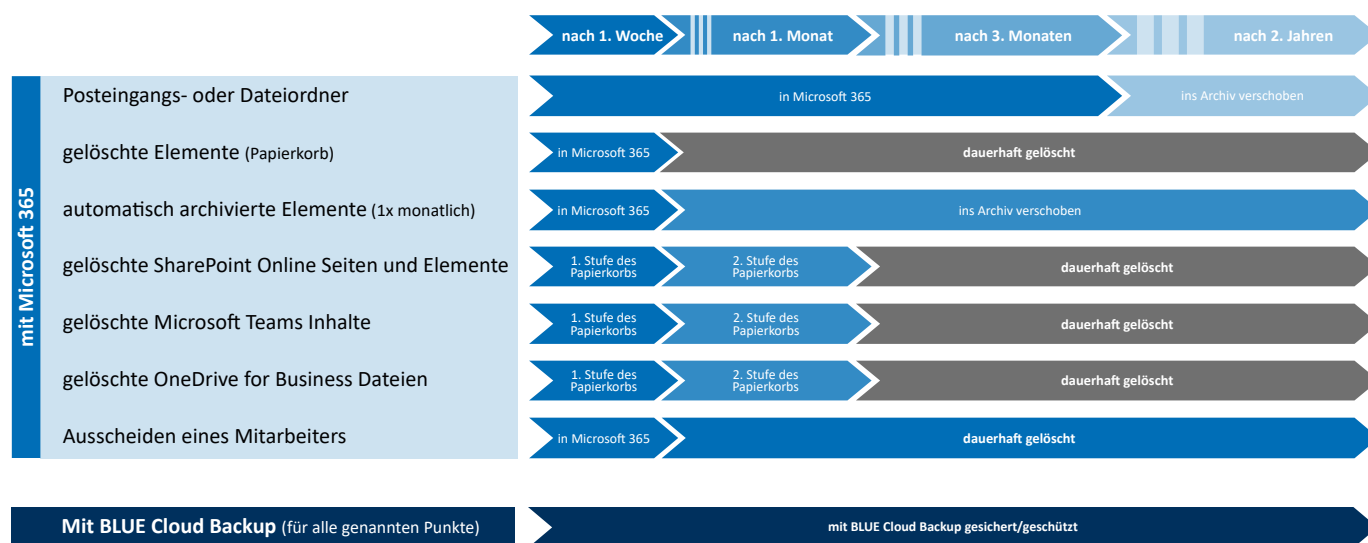 nach 1. Woche
nach 1. Monat
nach 3. Monaten
nach 2. Jahren
mit Microsoft 365
Posteingangs- oder Dateiordner
in Microsoft 365
ins Archiv verschoben
gelöschte Elemente (Papierkorb)
in Microsoft 365
dauerhaft gelöscht
automatisch archivierte Elemente (1x monatlich)
in Microsoft 365
ins Archiv verschoben
gelöschte SharePoint Online Seiten und Elemente
1. Stufe des
Papierkorbs
2. Stufe des
Papierkorbs
dauerhaft gelöscht
gelöschte Microsoft Teams Inhalte
1. Stufe des
Papierkorbs
2. Stufe des
Papierkorbs
dauerhaft gelöscht
gelöschte OneDrive for Business Dateien
1. Stufe des
Papierkorbs
2. Stufe des
Papierkorbs
dauerhaft gelöscht
Ausscheiden eines Mitarbeiters
in Microsoft 365
dauerhaft gelöscht
Mit BLUE Cloud Backup (für alle genannten Punkte)
mit BLUE Cloud Backup gesichert/geschützt